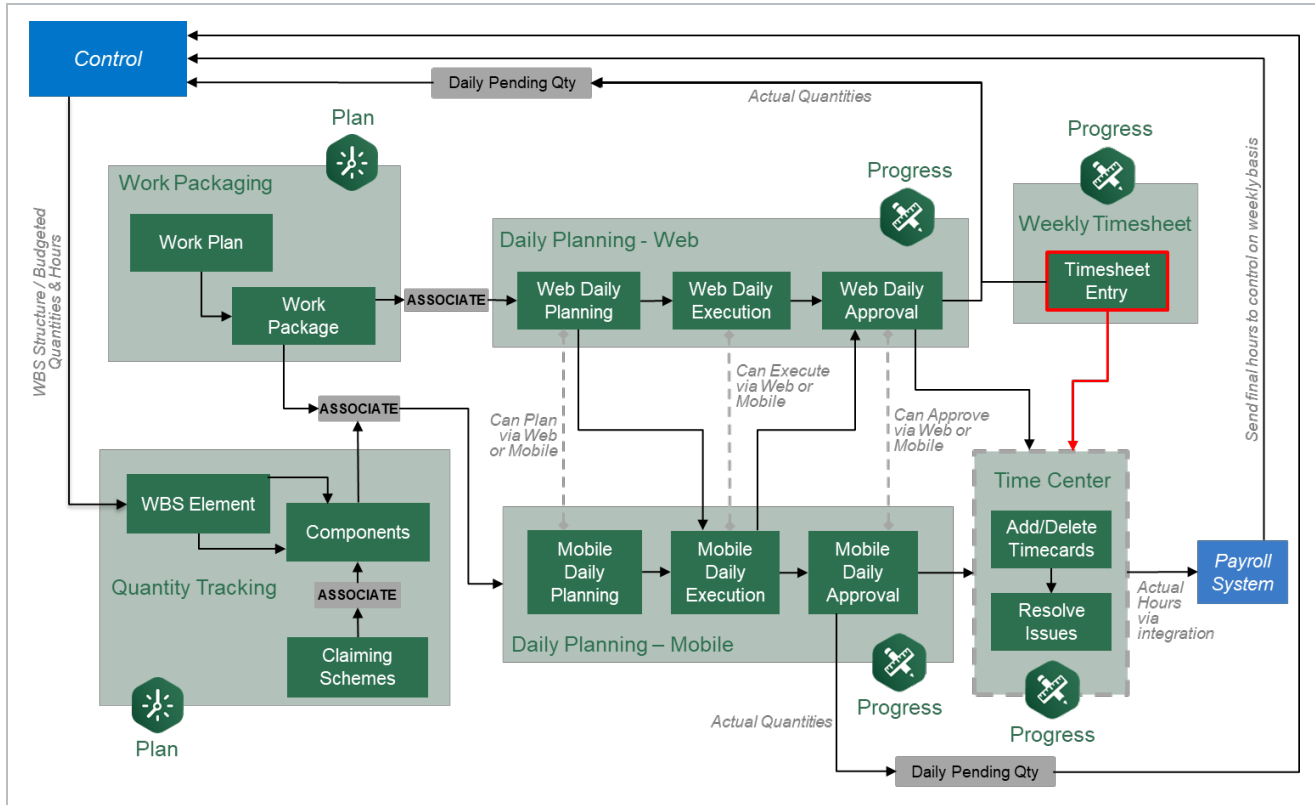 Control
Daily Pending Qty
Actual Quantities
Plan
Progress
Progress
Work Packaging
Work Plan
Work
Package
ASSOCIATE
Daily Planning - Web
Web Daily
Planning
Web Daily
Execution
Web Daily
Approval
Weekly Timesheet
Timesheet
Entry
WBS Structure / Budgeted
Quantities & Hours
Send final hours to control on weekly basis
Can Plan
via Web
or Mobile
Can Execute
via Web or
Mobile
Can Approve
via Web or
Mobile
ASSOCIATE
WBS Element
Components
Quantity Tracking
ASSOCIATE
Claiming
Schemes
Plan
Mobile
Daily
Planning
Mobile
Daily
Execution
Mobile
Daily
Approval
Daily Planning – Mobile
Progress
Time Center
Add/Delete
Timecards
Resolve
Issues
Progress
Actual
Hours
via
integration
Payroll
System
Actual Quantities
Daily Pending Qty